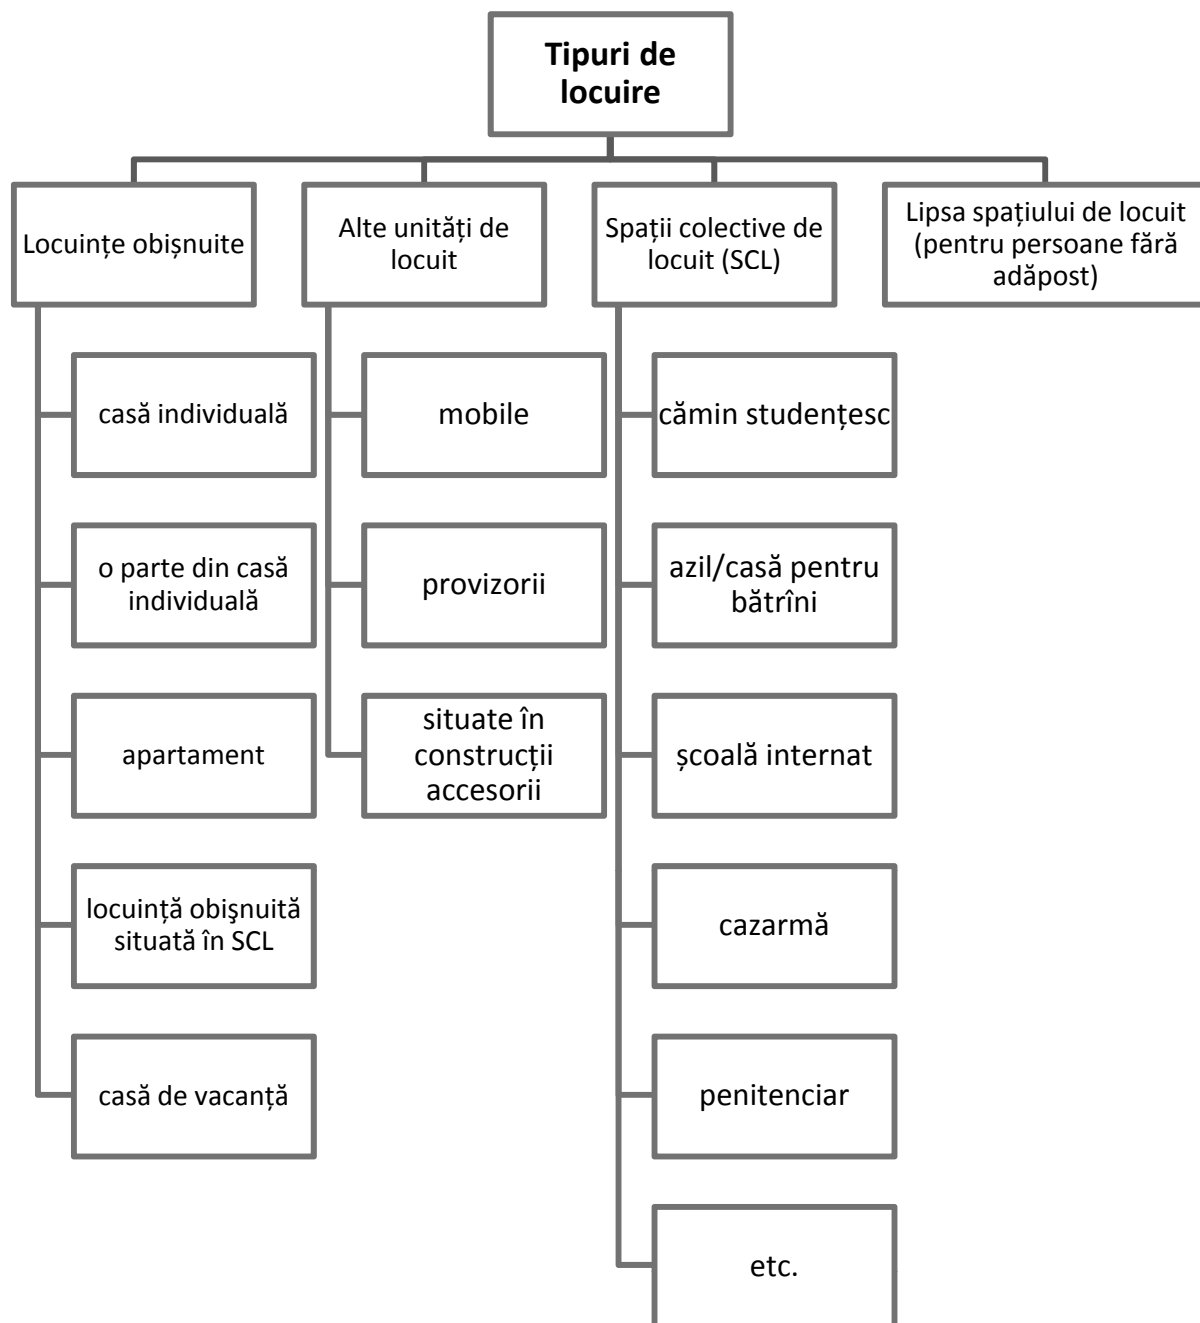 Tipuri de
locuire
Locuințe obișnuite
Alte unități de
locuit
Spații colective de
locuit (SCL)
Lipsa spațiului de locuit
(pentru persoane fără
adăpost)
casă individuală
o parte din casă
individuală
apartament
locuință obişnuită
situată în SCL
casă de vacanță
mobile
provizorii
situate în
construcții
accesorii
cămin studențesc
azil/casă pentru
bătrîni
școală internat
cazarmă
penitenciar
etc.